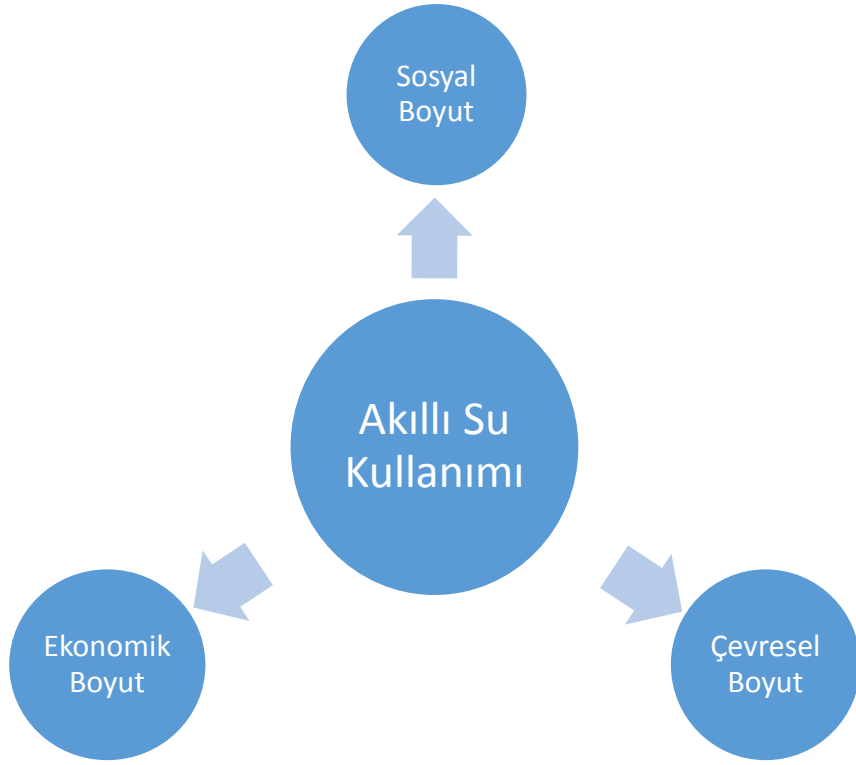 Sosyal
Boyut
Akıllı Su
Kullanımı
Ekonomik
Boyut
Çevresel
Boyut